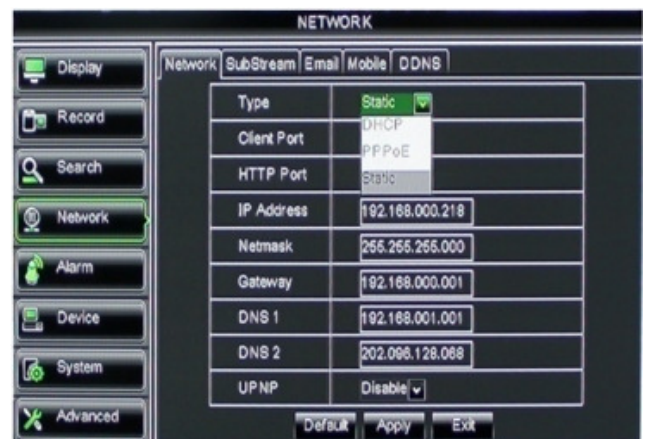 NETWORK
Display
Record
Search
Network
Alarm
Device
System
Advanced
Network SubStream Email Mobile DDNS
Type Static
DHCP
PPPoE
Static
Client Port
HTTP Port
IP Address 192.168.000.218
Netmask 255.255.255.000
Gateway 192.168.000.001
DNS 1 192.168.001.001
DNS 2 202.096.128.068
UPNP Disable
Default Apply Exit